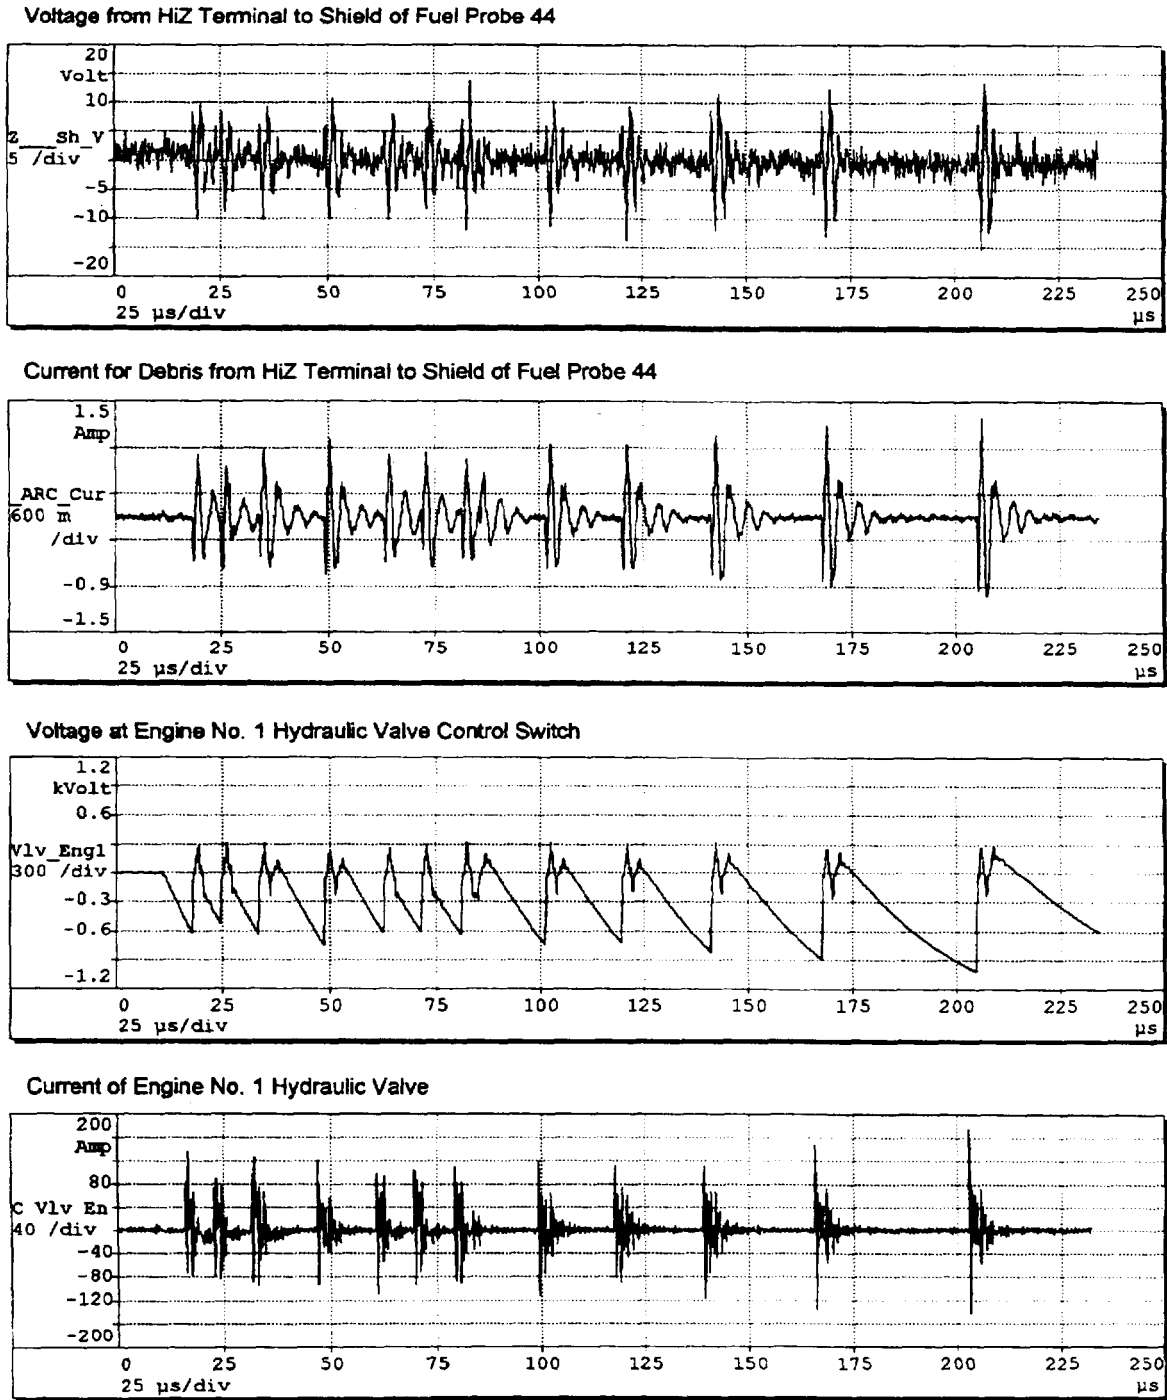 Voltage from HiZ Terminal to Shield of Fuel Probe 44
20
Volt
10
Z___Sh_V
5 /div
-5
-10
-20
0 25 50 75 100 125 150 175 200 225 250
25 µs/div µs
Current for Debris from HiZ Terminal to Shield of Fuel Probe 44
1.5
Amp
_ARC_Cur
600 m
/div
-0.9
-1.5
0 25 50 75 100 125 150 175 200 225 250
25 µs/div µs
Voltage at Engine No. 1 Hydraulic Valve Control Switch
1.2
kVolt
0.6
Vlv_Eng1
300 /div
-0.3
-0.6
-1.2
0 25 50 75 100 125 150 175 200 225 250
25 µs/div µs
Current of Engine No. 1 Hydraulic Valve
200
Amp
80
C Vlv En
40 /div
-40
-80
-120
-200
0 25 50 75 100 125 150 175 200 225 250
25 µs/div µs